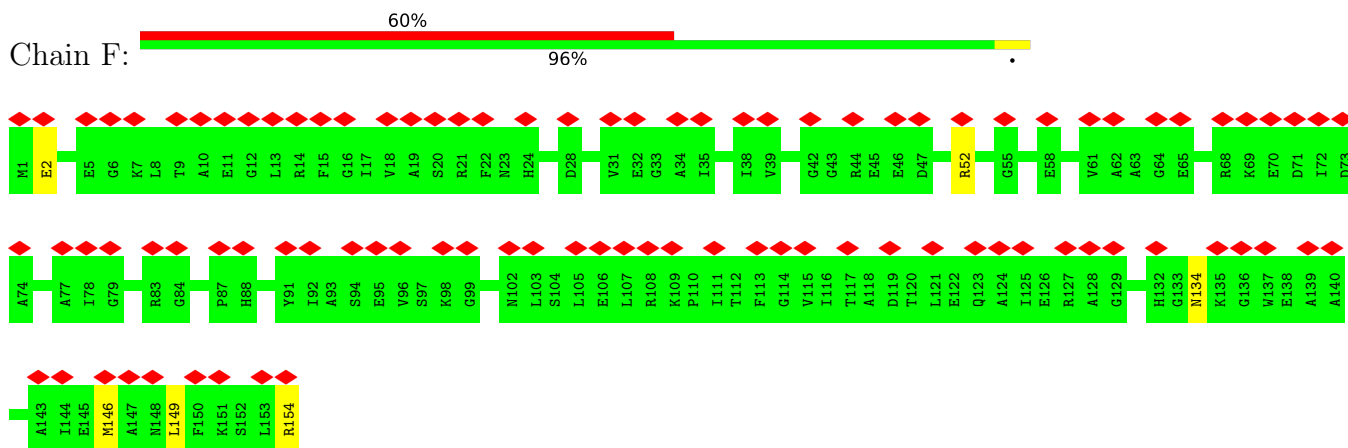 60%
Chain F:
96%
.
M1 E2 E5 G6 K7 L8 T9 A10 E11 G12 L13 R14 F15 G16 I17 V18 A19 S20 R21 F22 N23 H24 D28 V31 E32 G33 A34 I35 I38 V39 G42 G43 R44 E45 E46 D47 R52 G55 E58 V61 A62 A63 G64 E65 R68 K69 E70 D71 I72 D73
A74 A77 T78 G79 R83 G84 P87 H88 Y91 I92 A93 S94 E95 Y96 S97 K98 G99 N102 L103 S104 L105 E106 L107 R108 K109 P110 I111 T112 F113 G114 V115 I116 T117 A118 D119 T120 L121 E122 Q123 A124 I125 E126 R127 A128 G129 H132 G133 N134 K135 G136 W137 E138 A139 A140
A143 I144 E145 M146 A147 N148 L149 F150 K151 S152 L153 R154